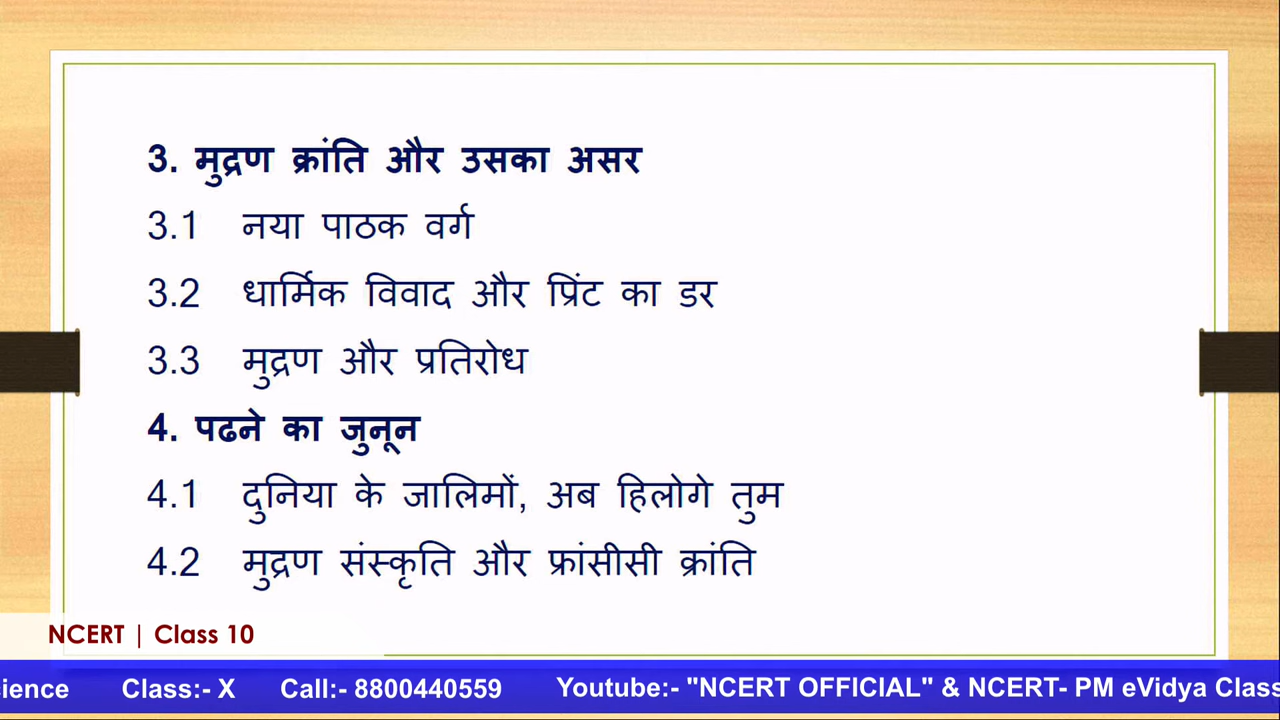 3. मुद्रण क्रांति और उसका असर
3.1 नया पाठक वर्ग
3.2 धार्मिक विवाद और प्रिंट का डर
3.3 मुद्रण और प्रतिरोध
4. पढने का जुनून
4.1 दुनिया के जालिमों, अब हिलोगे तुम
4.2 मुद्रण संस्कृति और फ्रांसीसी क्रांति
NCERT | Class 10
ience Class:- X Call:- 8800440559 Youtube:- "NCERT OFFICIAL" & NCERT- PM eVidya Class